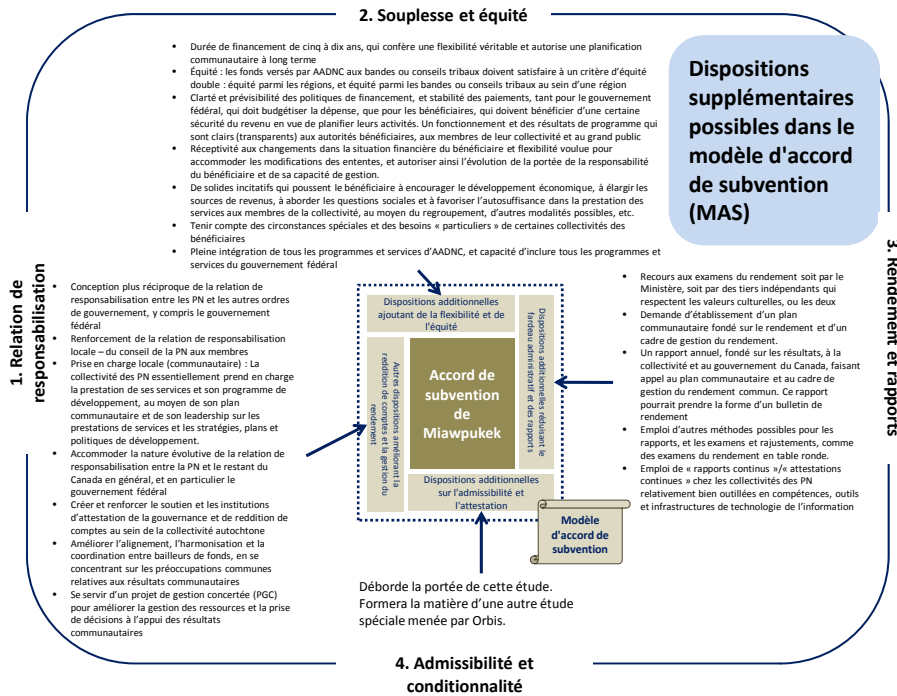 2. Souplesse et équité
• Durée de financement de cinq à dix ans, qui confère une flexibilité véritable et autorise une planification
communautaire à long terme
• Équité : les fonds versés par AADNC aux bandes ou conseils tribaux doivent satisfaire à un critère d'équité
double : équité parmi les régions, et équité parmi les bandes ou conseils tribaux au sein d'une région
• Clarté et prévisibilité des politiques de financement, et stabilité des paiements, tant pour le gouvernement
fédéral, qui doit budgétiser la dépense, que pour les bénéficiaires, qui doivent bénéficier d'une certaine
sécurité du revenu en vue de planifier leurs activités. Un fonctionnement et des résultats de programme qui
sont clairs (transparents) aux autorités bénéficiaires, aux membres de leur collectivité et au grand public
• Réceptivité aux changements dans la situation financière du bénéficiaire et flexibilité voulue pour
accommoder les modifications des ententes, et autoriser ainsi l'évolution de la portée de la responsabilité
du bénéficiaire et de sa capacité de gestion.
• De solides incitatifs qui poussent le bénéficiaire à encourager le développement économique, à élargir les
sources de revenus, à aborder les questions sociales et à favoriser l'autosuffisance dans la prestation des
services aux membres de la collectivité, au moyen du regroupement, d'autres modalités possibles, etc.
• Tenir compte des circonstances spéciales et des besoins « particuliers » de certaines collectivités des
bénéficiaires
• Pleine intégration de tous les programmes et services d'AADNC, et capacité d'inclure tous les programmes et
services du gouvernement fédéral
Dispositions
supplémentaires
possibles dans le
modèle d'accord
de subvention
(MAS)
1. Relation de
responsabilisation
• Conception plus réciproque de la relation de
responsabilisation entre les PN et les autres ordres
de gouvernement, y compris le gouvernement
fédéral
• Renforcement de la relation de responsabilisation
locale – du conseil de la PN aux membres
• Prise en charge locale (communautaire) : La
collectivité des PN essentiellement prend en charge
la prestation de ses services et son programme de
développement, au moyen de son plan
communautaire et de son leadership sur les
prestations de services et les stratégies, plans et
politiques de développement.
• Accommoder la nature évolutive de la relation de
responsabilisation entre la PN et le restant du
Canada en général, et en particulier le
gouvernement fédéral
• Créer et renforcer le soutien et les institutions
d'attestation de la gouvernance et de reddition de
comptes au sein de la collectivité autochtone
• Améliorer l'alignement, l'harmonisation et la
coordination entre bailleurs de fonds, en se
concentrant sur les préoccupations communes
relatives aux résultats communautaires
• Se servir d'un projet de gestion concertée (PGC)
pour améliorer la gestion des ressources et la prise
de décisions à l'appui des résultats
communautaires
Dispositions additionnelles
ajoutant de la flexibilité et de
l'équité
Autres dispositions améliorant la
reddition de comptes et la gestion du
rendement
Accord de
subvention
de
Miawpukek
Dispositions additionnelles réduisant le
fardeau administratif et des rapports
Dispositions additionnelles
sur l'admissibilité et
l'attestation
Modèle
d'accord de
subvention
Déborde la portée de cette étude.
Formera la matière d'une autre étude
spéciale menée par Orbis.
3. Rendement et rapports
• Recours aux examens du rendement soit par le
Ministère, soit par des tiers indépendants qui
respectent les valeurs culturelles, ou les deux
• Demande d'établissement d'un plan
communautaire fondé sur le rendement et d'un
cadre de gestion du rendement.
• Un rapport annuel, fondé sur les résultats, à la
collectivité et au gouvernement du Canada, faisant
appel au plan communautaire et au cadre de
gestion du rendement commun. Ce rapport
pourrait prendre la forme d'un bulletin de
rendement
• Emploi d'autres méthodes possibles pour les
rapports, et les examens et rajustements, comme
des examens du rendement en table ronde.
• Emploi de « rapports continus »/« attestations
continues » chez les collectivités des PN
relativement bien outillées en compétences, outils
et infrastructures de technologie de l'information
4. Admissibilité et
conditionnalité